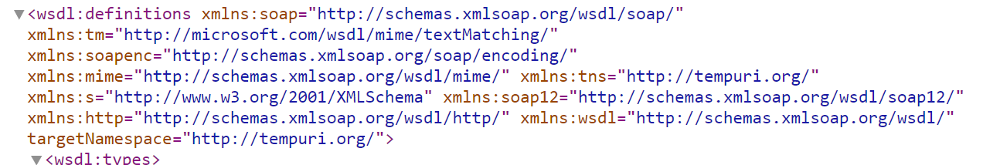 ▼<wsdl:definitions xmlns:soap="http://schemas.xmlsoap.org/wsdl/soap/"
xmlns:tm="http://microsoft.com/wsdl/mime/textMatching/"
xmlns:soapenc="http://schemas.xmlsoap.org/soap/encoding/"
xmlns:mime="http://schemas.xmlsoap.org/wsdl/mime/" xmlns:tns="http://tempuri.org/"
xmlns:s="http://www.w3.org/2001/XMLSchema" xmlns:soap12="http://schemas.xmlsoap.org/wsdl/soap12/"
xmlns:http="http://schemas.xmlsoap.org/wsdl/http/" xmlns:wsdl="http://schemas.xmlsoap.org/wsdl/"
targetNamespace="http://tempuri.org/">
▼<wsdl:types>